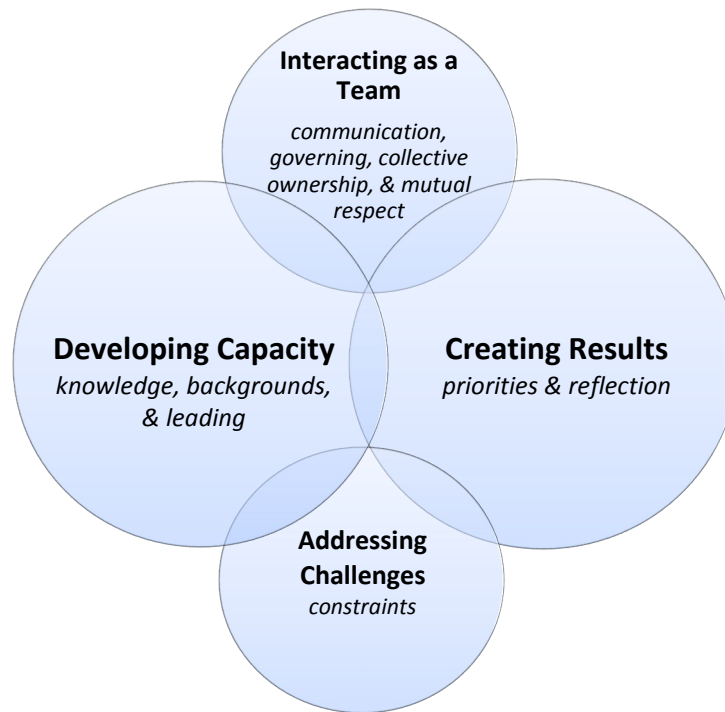 Interacting as a
Team
communication,
governing, collective
ownership, & mutual
respect
Developing Capacity
knowledge, backgrounds,
& leading
Creating Results
priorities & reflection
Addressing
Challenges
constraints